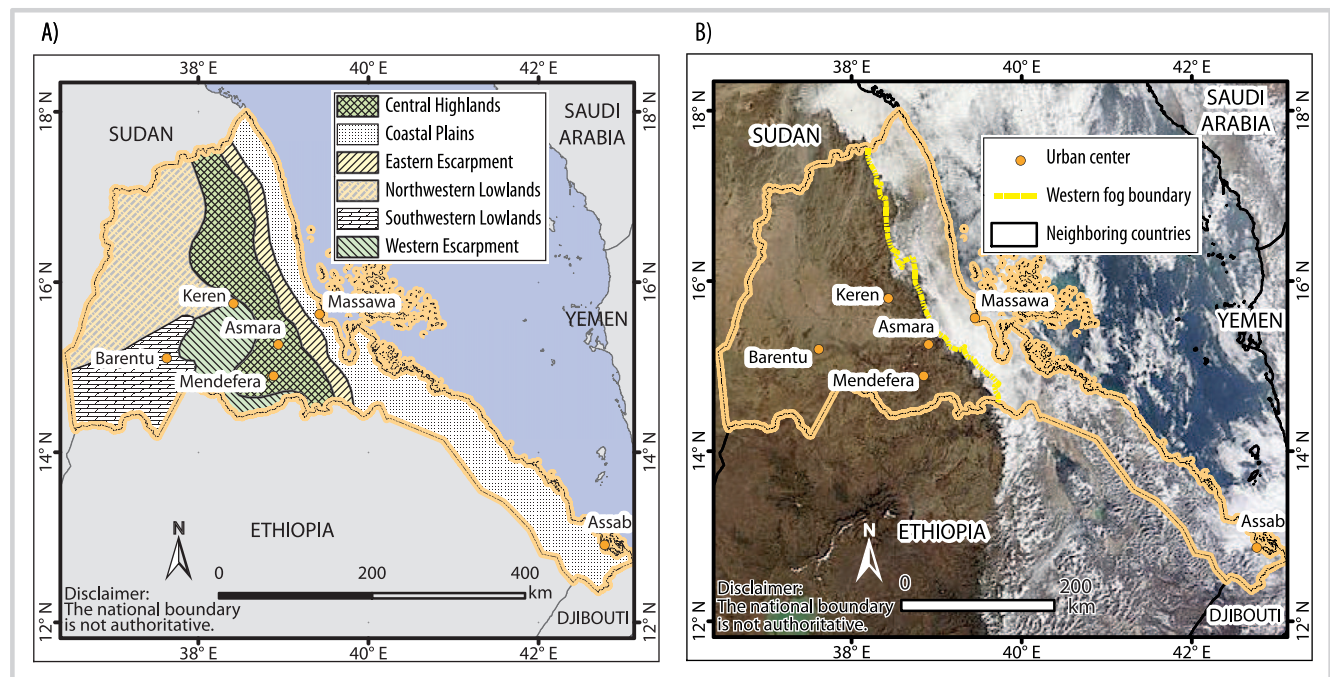 A)
38° E
40° E
42° E
18° N
16° N
14° N
12° N
SUDAN
SAUDI
ARABIA
YEMEN
ETHIOPIA
DJIBOUTI
Central Highlands
Coastal Plains
Eastern Escarpment
Northwestern Lowlands
Southwestern Lowlands
Western Escarpment
Keren
Massawa
Asmara
Barentu
Mendefera
Assab
N
0
200
400
km
Disclaimer:
The national boundary
is not authoritative.
38° E
40° E
42° E
18° N
16° N
14° N
12° N
B)
38° E
40° E
42° E
18° N
16° N
14° N
12° N
SUDAN
SAUDI
ARABIA
Urban center
Western fog boundary
Neighboring countries
Keren
Massawa
YEMEN
Asmara
Barentu
Mendefera
Assab
ETHIOPIA
N
0
200
km
Disclaimer:
The national boundary
is not authoritative.
DJIBOUTI
38° E
40° E
42° E
18° N
16° N
14° N
12° N